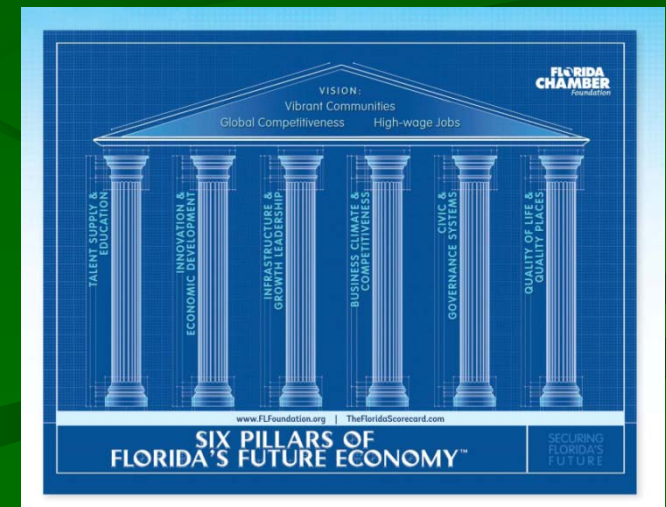 FLORIDA
CHAMBER
Foundation
VISION:
Vibrant Communities
Global Competitiveness High-wage Jobs
TALENT SUPPLY &
EDUCATION
INNOVATION &
ECONOMIC DEVELOPMENT
INFRASTRUCTURE &
GROWTH LEADERSHIP
BUSINESS CLIMATE &
COMPETITIVENESS
CIVIC &
GOVERNANCE SYSTEMS
QUALITY OF LIFE &
QUALITY PLACES
www.FLFoundation.org | TheFloridaScorecard.com
SIX PILLARS OF
FLORIDA'S FUTURE ECONOMY™
SECURING
FLORIDA'S
FUTURE